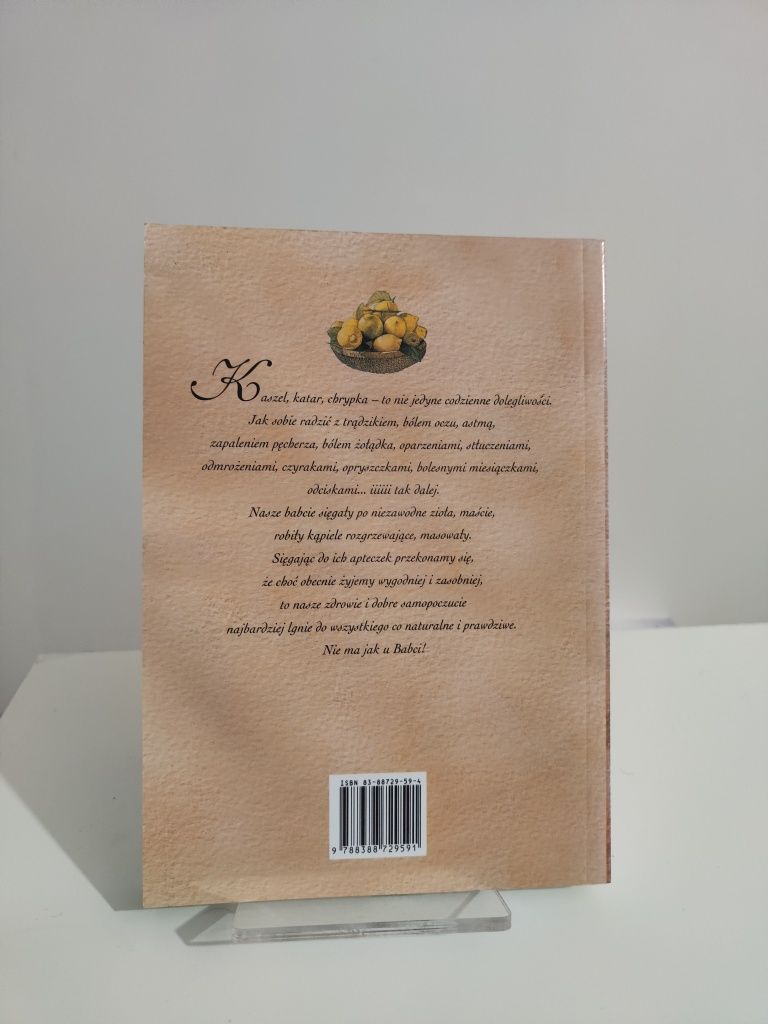 Kaszel, katar, chrypka – to nie jedyne codzienne dolegliwości.
Jak sobie radzić z trądzikiem, bólem oczu, astmą,
zapaleniem pęcherza, bólem żołądka, oparzeniami, stłuczeniami,
odmrożeniami, czyrakami, opryszczkami, bolesnymi miesiączkami,
odciskami... iiiiii tak dalej.
Nasze babcie sięgały po niezawodne zioła, maście,
robiły kąpiele rozgrzewające, masowały.
Sięgając do ich apteczek przekonamy się,
że choć obecnie żyjemy wygodniej i zasobniej,
to nasze zdrowie i dobre samopoczucie
najbardziej lgnie do wszystkiego co naturalne i prawdziwe.
Nie ma jak u Babci!
ISBN 83-88729-59-4
9 788388 729591